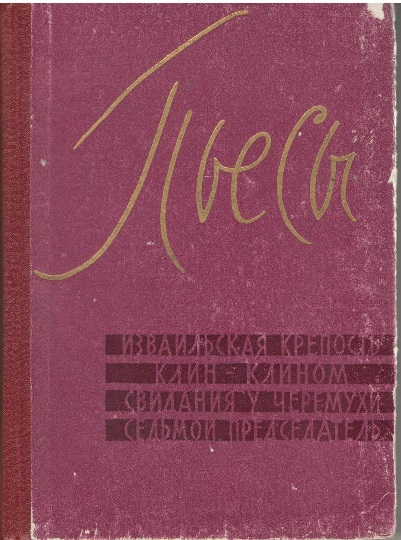 Пьесы
ИЗВАИЛЬСКАЯ КРЕПОСТЬ
КЛИН - КЛИНОМ
СВИДАНИЯ У ЧЕРЕМУХИ
СЕДЬМОЙ ПРЕДСЕДАТЕЛЬ